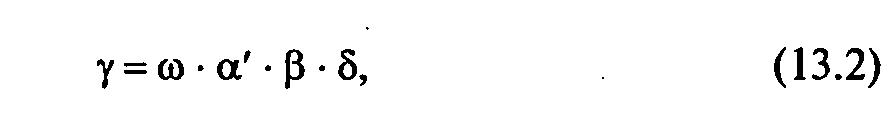 γ = ω · α′ · β · δ, (13.2)